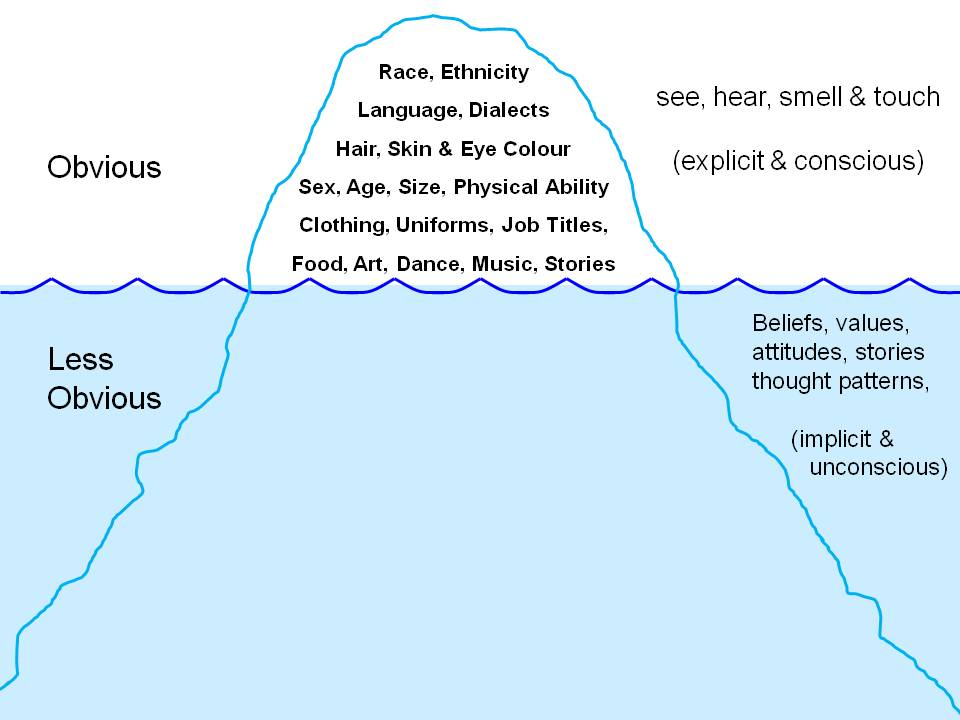 Race, Ethnicity
Language, Dialects
Hair, Skin & Eye Colour
Sex, Age, Size, Physical Ability
Clothing, Uniforms, Job Titles,
Food, Art, Dance, Music, Stories
Obvious
see, hear, smell & touch
(explicit & conscious)
Less
Obvious
Beliefs, values,
attitudes, stories
thought patterns,
(implicit &
unconscious)